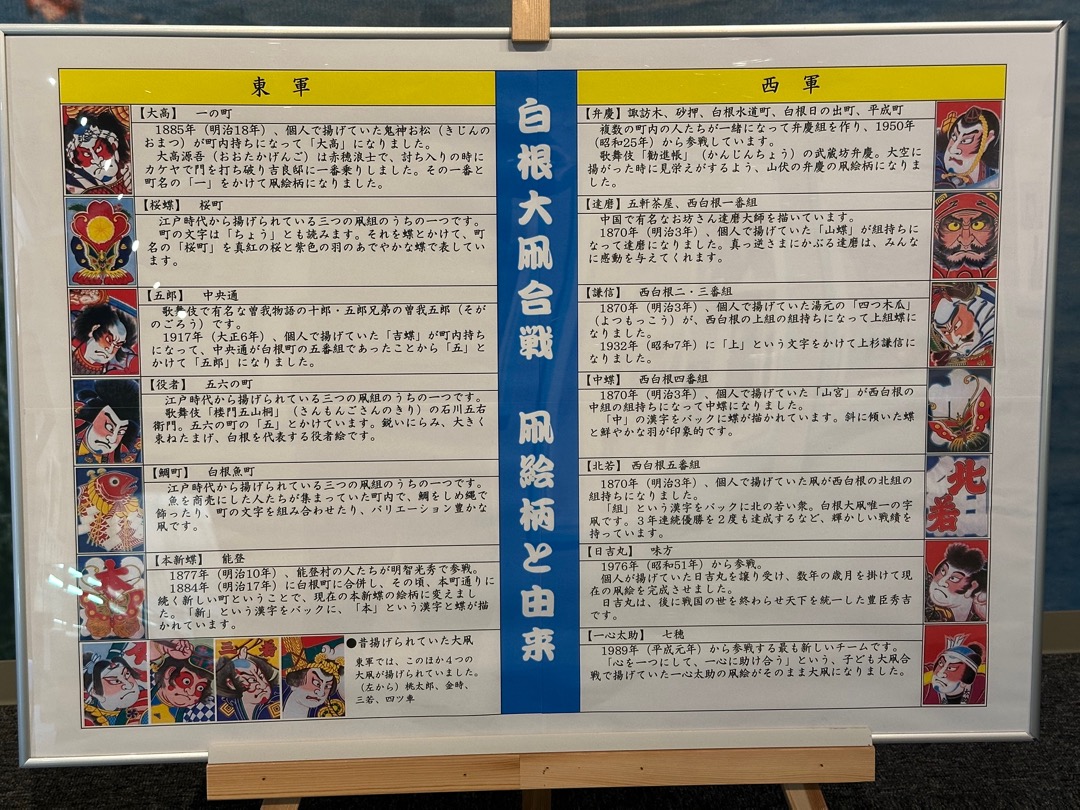 東軍
【大高】 一の町
1885年（明治18年）、個人で揚げていた鬼神お松（きじんの
おまつ）が町内持ちになって「大高」になりました。
大高源吾（おおたかげんご）は赤穂浪士で、討ち入りの時に
カケヤで門を打ち破り吉良邸に一番乗りしました。その一番と
町名の「一」をかけて凧絵柄になりました。
【桜蝶】 桜町
江戸時代から揚げられている三つの凧組のうちの一つです。
町の文字は「ちょう」とも読みます。それを蝶とかけて、町
名の「桜町」を真紅の桜と紫色の羽のあでやかな蝶で表してい
ます。
【五郎】 中央通
歌舞伎で有名な曽我物語の十郎・五郎兄弟の曽我五郎（そが
のごろう）です。
1917年（大正6年）、個人で揚げていた「吉蝶」が町内持ち
になって、中央通が白根町の五番組であったことから「五」と
かけて「五郎」になりました。
【役者】 五六の町
江戸時代から揚げられている三つの凧組のうちの一つです。
歌舞伎「楼門五山桐」（さんもんごさんのきり）の石川五右
衛門。五六の町の「五」とかけています。鋭いにらみ、大きく
束ねたまげ、白根を代表する役者絵です。
【鯛町】 白根魚町
江戸時代から揚げられている三つの凧組のうちの一つです。
魚を商売にした人たちが集まっていた町内で、鯛をしめ縄で
飾ったり、町の文字を組み合わせたり、バリエーション豊かな
凧です。
【本新蝶】 能登
1877年（明治10年）、能登村の人たちが明智光秀で参戦。
1884年（明治17年）に白根町に合併し、その頃、本町通りに
続く新しい町ということで、現在の本新蝶の絵柄に変えまし
た。「新」という漢字をバックに、「本」という漢字と蝶が描
かれています。
●昔揚げられていた大凧
東軍では、このほか４つの
大凧が揚げられていました。
（左から）桃太郎、金時、
三若、四ツ車
白根大凧合戦 凧絵柄と由来
西軍
【弁慶】諏訪木、砂押、白根水道町、白根日の出町、平成町
複数の町内の人たちが一緒になって弁慶組を作り、1950年
（昭和25年）から参戦しています。
歌舞伎「勧進帳」（かんじんちょう）の武蔵坊弁慶。大空に
揚がった時に見栄えがするよう、山伏の弁慶の凧絵柄になりま
した。
【達磨】五軒茶屋、西白根一番組
中国で有名なお坊さん達磨大師を描いています。
1870年（明治3年）、個人で揚げていた「山蝶」が組持ちに
なって達磨になりました。真っ逆さまにかぶる達磨は、みんな
に感動を与えてくれます。
【謙信】 西白根二・三番組
1870年（明治3年）、個人で揚げていた湯元の「四つ木瓜」
（よつもっこう）が、西白根の上組の組持ちになって上組蝶に
なりました。
1932年（昭和7年）に「上」という文字をかけて上杉謙信に
なりました。
【中蝶】 西白根四番組
1870年（明治3年）、個人で揚げていた「山宮」が西白根の
中組の組持ちになって中蝶になりました。
「中」の漢字をバックに蝶が描かれています。斜に傾いた蝶
と鮮やかな羽が印象的です。
【北若】 西白根五番組
1870年（明治3年）、個人で揚げていた凧が西白根の北組の
組持ちになりました。
「組」という漢字をバックに北の若い衆。白根大凧唯一の字
凧です。３年連続優勝を２度も達成するなど、輝かしい戦績を
持っています。
北若
【日吉丸】 味方
1976年（昭和51年）から参戦。
個人が揚げていた日吉丸を譲り受け、数年の歳月を掛けて現
在の凧絵を完成させました。
日吉丸は、後に戦国の世を終わらせ天下を統一した豊臣秀吉
です。
【一心太助】 七穂
1989年（平成元年）から参戦する最も新しいチームです。
「心を一つにして、一心に助け合う」という、子ども大凧合
戦で揚げていた一心太助の凧絵がそのまま大凧になりました。